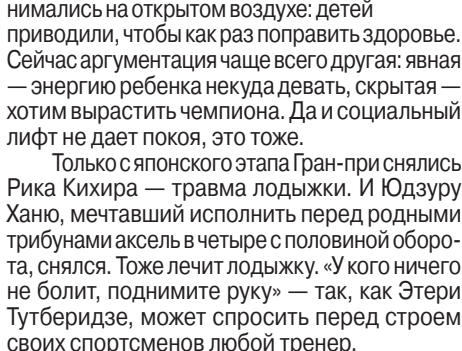 нимались на открытом воздухе: детей
приводили, чтобы как раз поправить здоровье.
Сейчас аргументация чаще всего другая: явная
— энергию ребенка некуда девать, скрытая —
хотим вырастить чемпиона. Да и социальный
лифт не дает покоя, это тоже.
Только с японского этапа Гран-при снялись
Рика Кихира — травма лодыжки. И Юдзуру
Ханю, мечтавший исполнить перед родными
трибунами аксель в четыре с половиной оборо-
та, снялся. Тоже лечит лодыжку. «У кого ничего
не болит, поднимите руку» — так, как Этери
Тутберидзе, может спросить перед строем
своих спортсменов любой тренер.